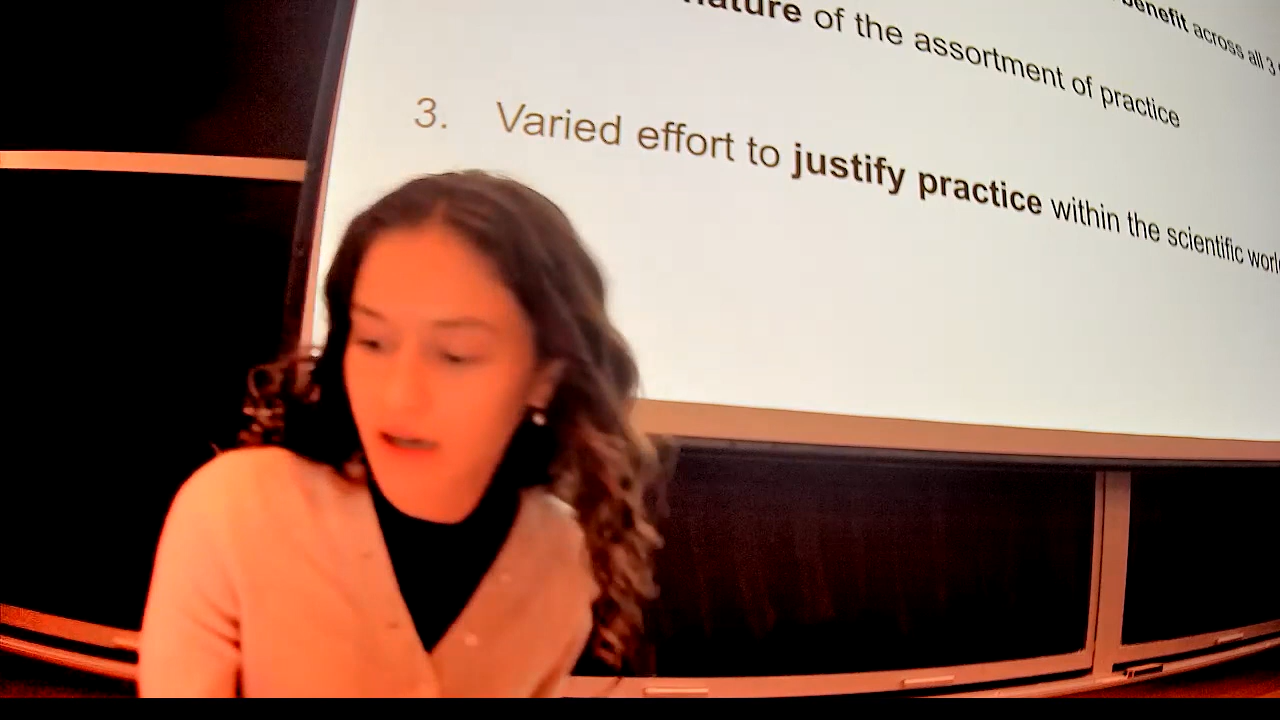 benefit across all 3
nature of the assortment of practice
3. Varied effort to justify practice within the scientific